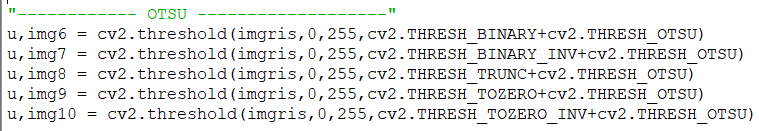 "------------ OTSU -------------------"
u,img6 = cv2.threshold(imgris,0,255,cv2.THRESH_BINARY+cv2.THRESH_OTSU)
u,img7 = cv2.threshold(imgris,0,255,cv2.THRESH_BINARY_INV+cv2.THRESH_OTSU)
u,img8 = cv2.threshold(imgris,0,255,cv2.THRESH_TRUNC+cv2.THRESH_OTSU)
u,img9 = cv2.threshold(imgris,0,255,cv2.THRESH_TOZERO+cv2.THRESH_OTSU)
u,img10 = cv2.threshold(imgris,0,255,cv2.THRESH_TOZERO_INV+cv2.THRESH_OTSU)